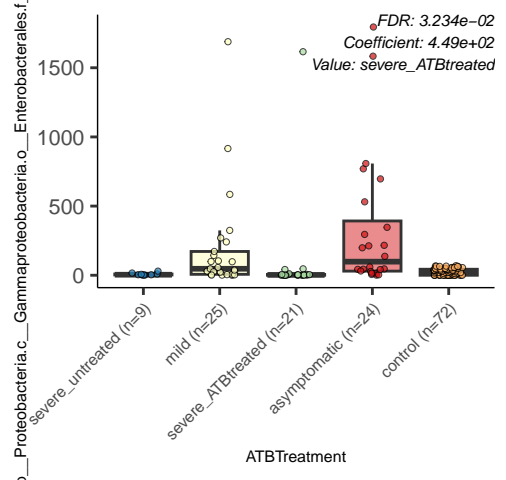 FDR: 3.234e−02
Coefficient: 4.49e+02
Value: severe_ATBtreated
1500
1000
500
0
__Proteobacteria.c__Gammaproteobacteria.o__Enterobacterales.f_
severe_untreated (n=9)
mild (n=25)
severe_ATBtreated (n=21)
asymptomatic (n=24)
control (n=72)
ATBTreatment